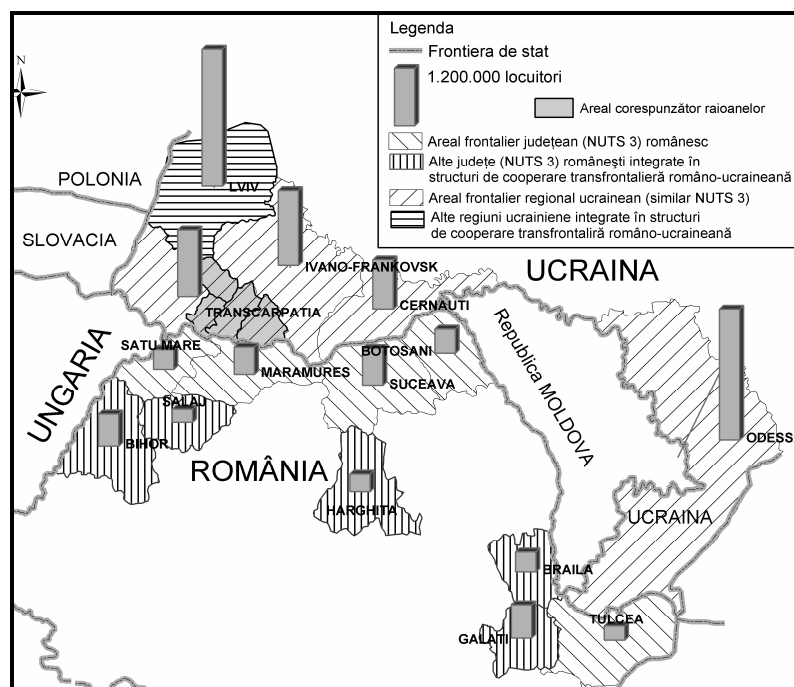 Legenda
Frontiera de stat
1.200.000 locuitori
Areal corespunzător raioanelor
Areal frontalier județean (NUTS 3) românesc
Alte județe (NUTS 3) românești integrate în
structuri de cooperare transfrontalieră româno-ucraineană
Areal frontalier regional ucrainean (similar NUTS 3)
Alte regiuni ucrainiene integrate în structuri
de cooperare transfrontaliră româno-ucraineană
N
POLONIA
LVIV
SLOVACIA
IVANO-FRANKOVSK
UCRAINA
CERNAUTI
TRANSCARPATIA
UNGARIA
SATU MARE
MARAMURES
BOTOSANI
SUCEAVA
Republica MOLDOVA
SALAJ
BIHOR
ODESS
ROMÂNIA
HARGHITA
UCRAINA
BRAILA
GALATI
TULCEA